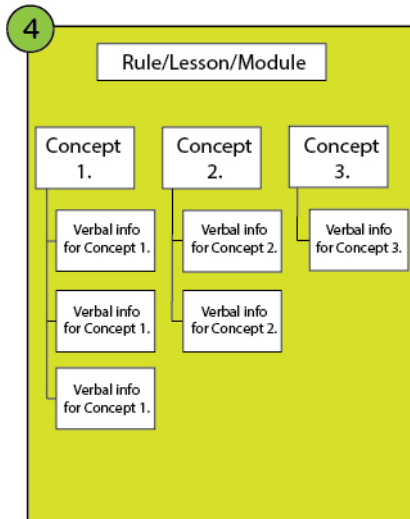 4
Rule/Lesson/Module
Concept
1.
Concept
2.
Concept
3.
Verbal info
for Concept 1.
Verbal info
for Concept 2.
Verbal info
for Concept 3.
Verbal info
for Concept 1.
Verbal info
for Concept 2.
Verbal info
for Concept 1.